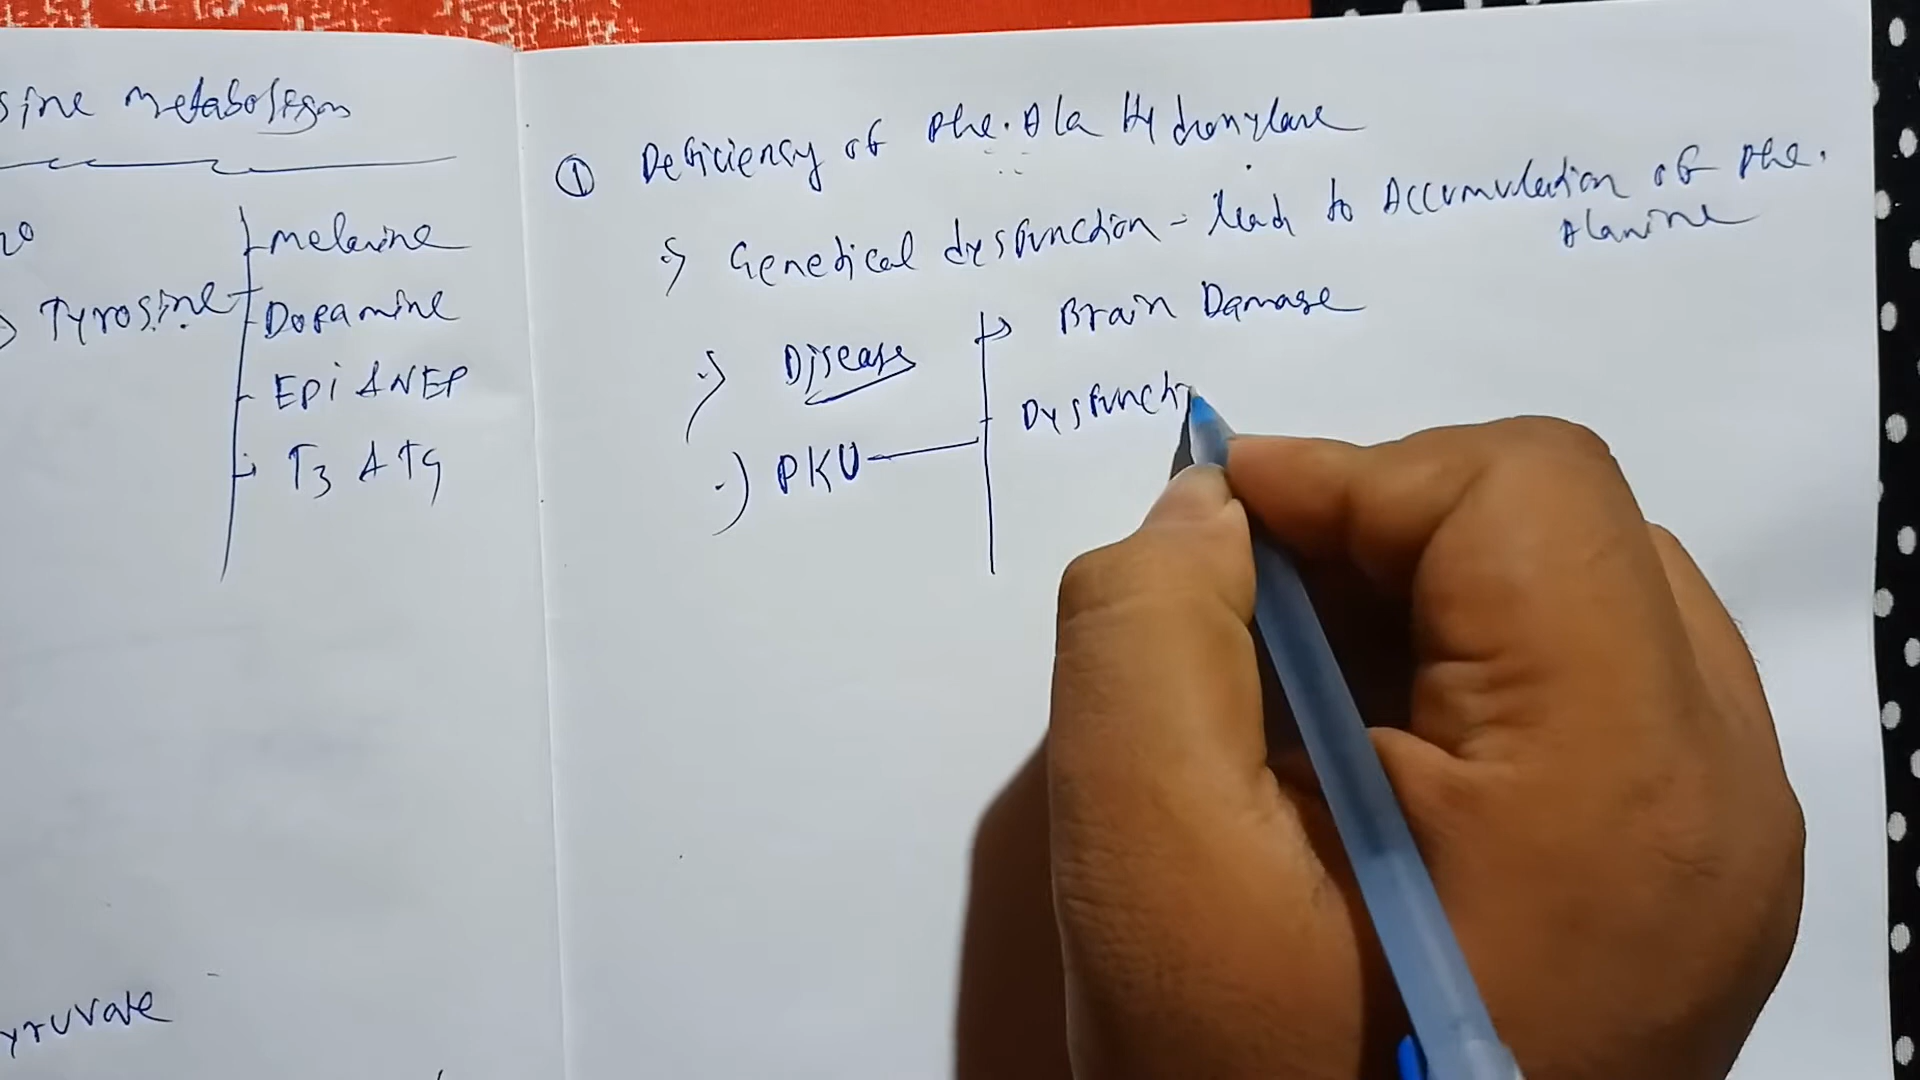 sine metabolism
Tyrosine
melanine
Dopamine
EPi & NEP
T3 & T4
yruvate
① Deficiency of Phe. Ala Hydroxylase
Genetical dysfunction - lead to Accumulation of Phe.
Alanine
Disease
Brain Damage
Dysfuncti
PKU